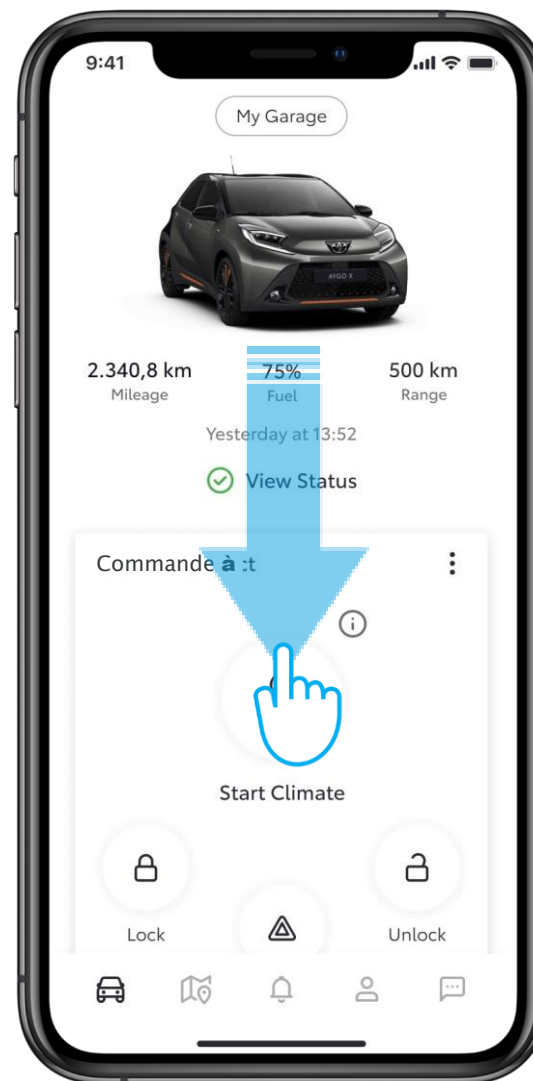 9:41
My Garage
AYGO X
2.340,8 km 75% 500 km
Mileage Fuel Range
Yesterday at 13:52
View Status
Commande à
Start Climate
Lock Unlock